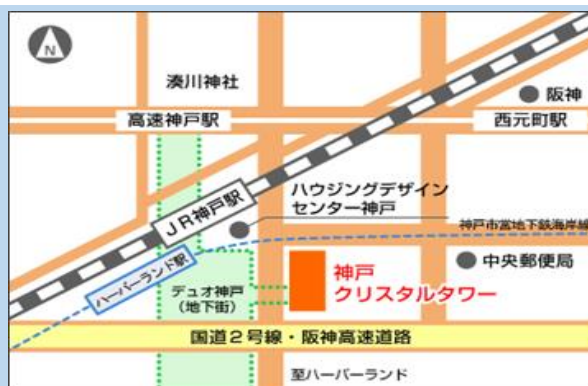 N
湊川神社
阪神
高速神戸駅
西元町駅
JR神戸駅
ハウジングデザイン
センター神戸
神戸市営地下鉄海岸線
ハーバーランド駅
中央郵便局
デュオ神戸
(地下街)
神戸
クリスタルタワー
国道2号線・阪神高速道路
至ハーバーランド